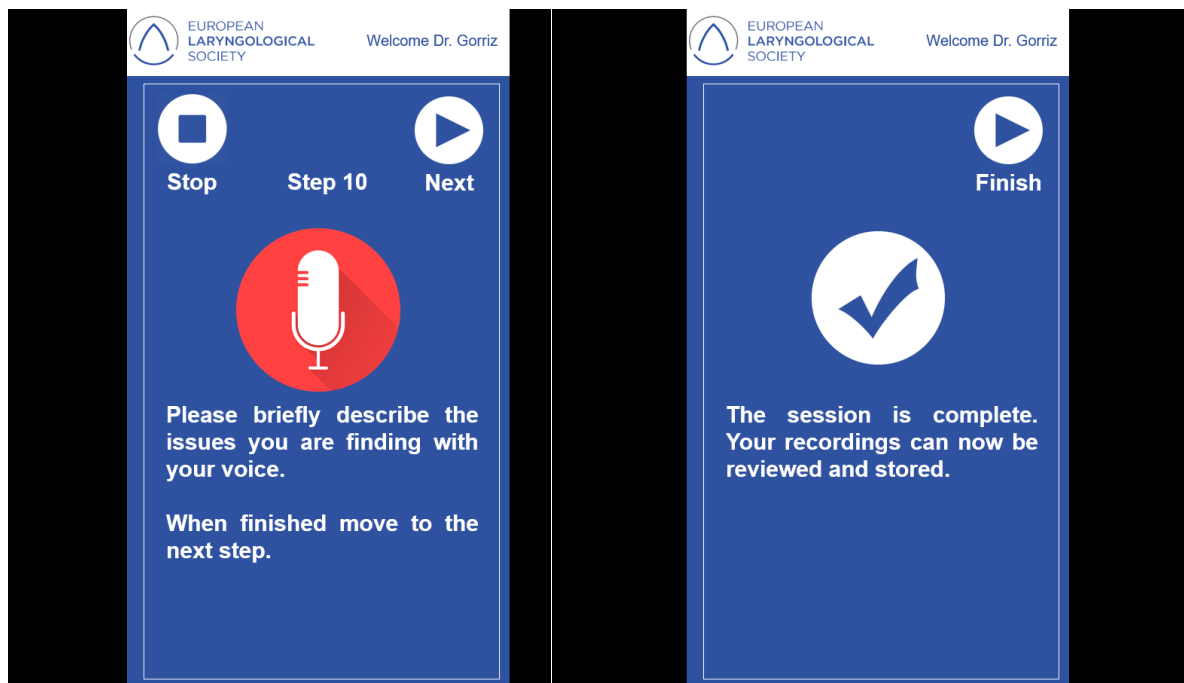 EUROPEAN
LARYNGOLOGICAL
SOCIETY
Welcome Dr. Gorriz
Stop
Step 10
Next
Please briefly describe the
issues you are finding with
your voice.
When finished move to the
next step.
EUROPEAN
LARYNGOLOGICAL
SOCIETY
Welcome Dr. Gorriz
Finish
The session is complete.
Your recordings can now be
reviewed and stored.